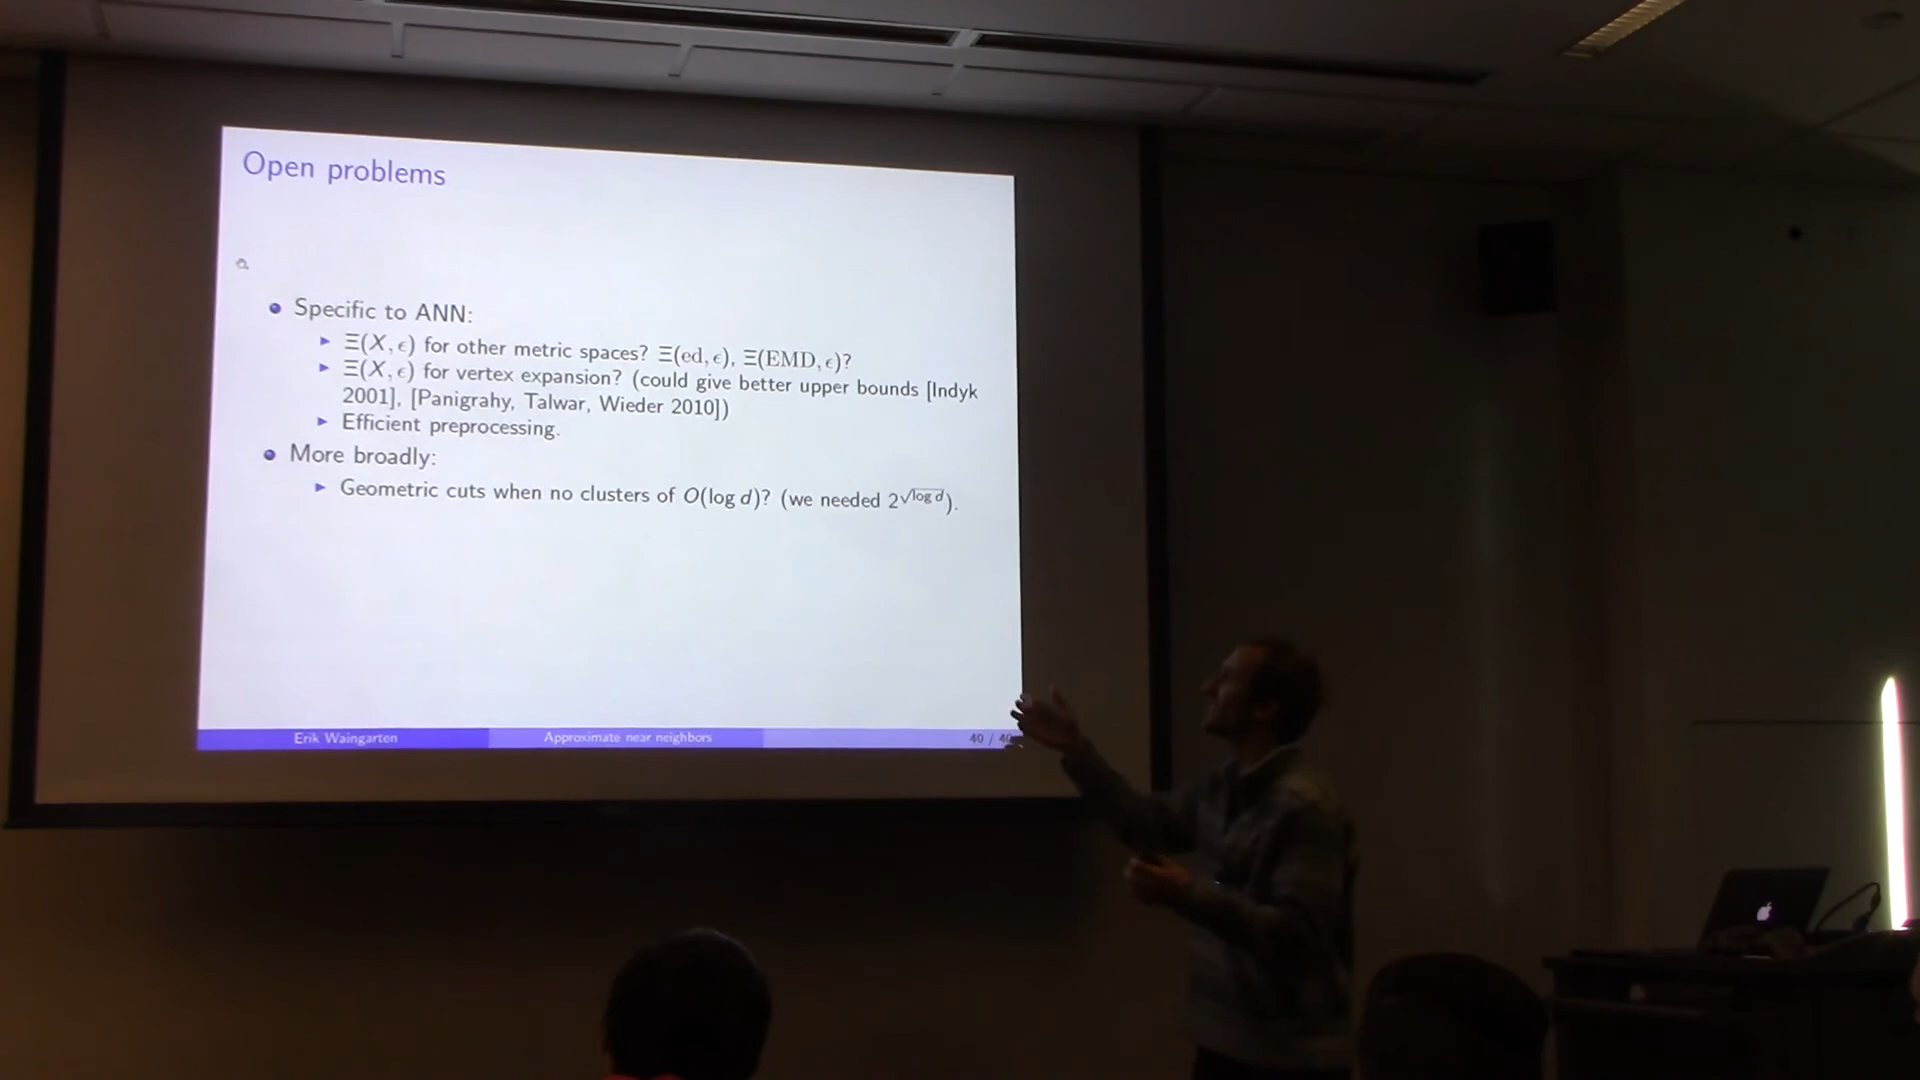 Open problems
Specific to ANN:
Ξ(X, ϵ) for other metric spaces? Ξ(ed, ϵ), Ξ(EMD, ϵ)?
Ξ(X, ϵ) for vertex expansion? (could give better upper bounds [Indyk
2001], [Panigrahy, Talwar, Wieder 2010])
Efficient preprocessing.
More broadly:
Geometric cuts when no clusters of O(log d)? (we needed 2^√log d).
Erik Waingarten Approximate near neighbors 40 / 40